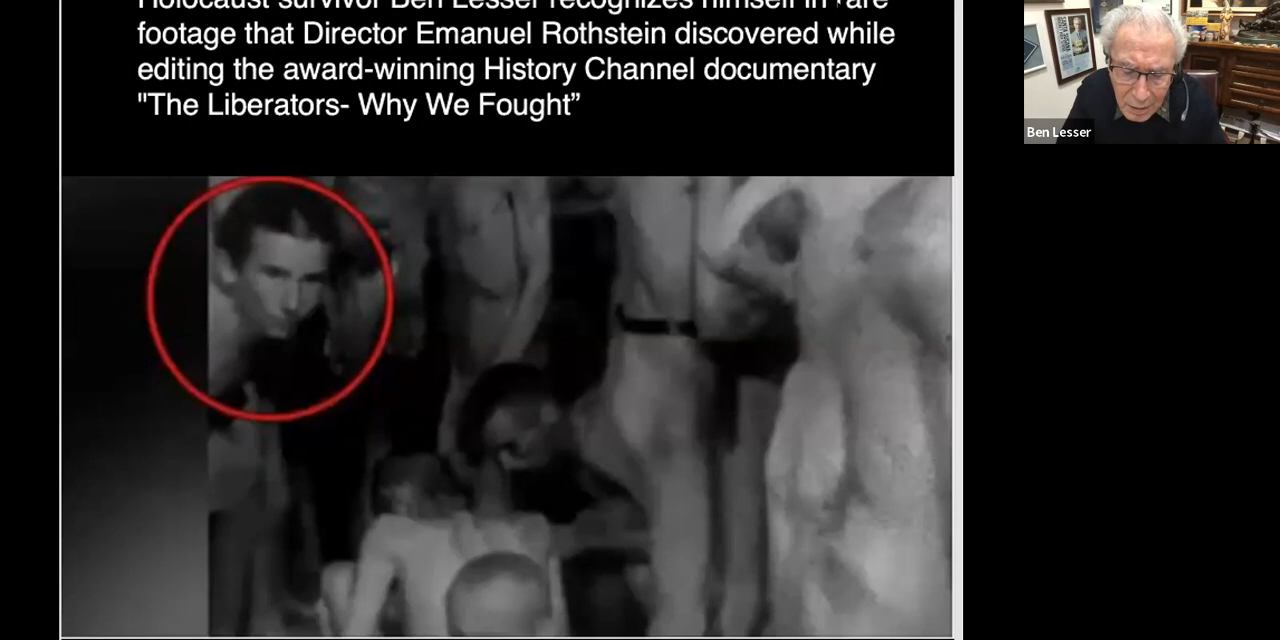 Holocaust survivor Ben Lesser recognizes himself in rare
footage that Director Emanuel Rothstein discovered while
editing the award-winning History Channel documentary
"The Liberators- Why We Fought”
Ben Lesser